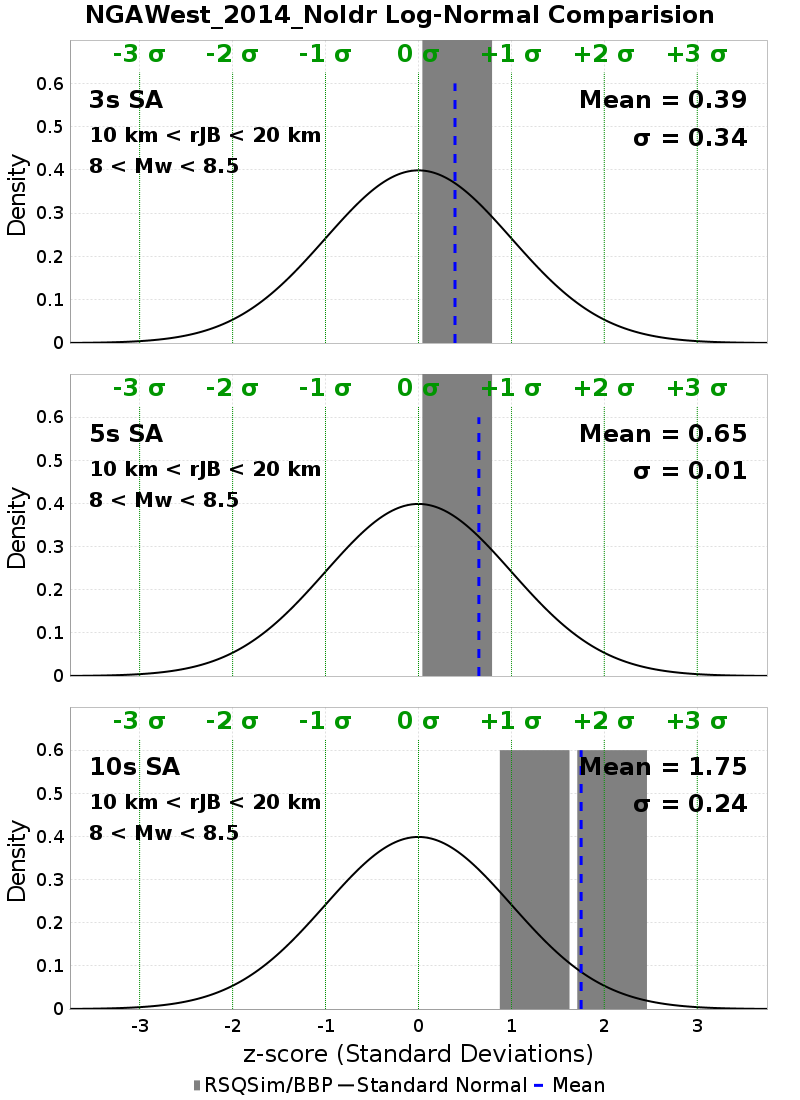 NGAWest_2014_NoIdr Log-Normal Comparision
-3 σ -2 σ -1 σ 0 σ +1 σ +2 σ +3 σ
3s SA
10 km < rJB < 20 km
8 < Mw < 8.5
Mean = 0.39
σ = 0.34
0.6
0.5
0.4
0.3
0.2
0.1
0
Density
-3 σ -2 σ -1 σ 0 σ +1 σ +2 σ +3 σ
5s SA
10 km < rJB < 20 km
8 < Mw < 8.5
Mean = 0.65
σ = 0.01
0.6
0.5
0.4
0.3
0.2
0.1
0
Density
-3 σ -2 σ -1 σ 0 σ +1 σ +2 σ +3 σ
10s SA
10 km < rJB < 20 km
8 < Mw < 8.5
Mean = 1.75
σ = 0.24
0.6
0.5
0.4
0.3
0.2
0.1
0
Density
-3 -2 -1 0 1 2 3
z-score (Standard Deviations)
RSQSim/BBP Standard Normal Mean